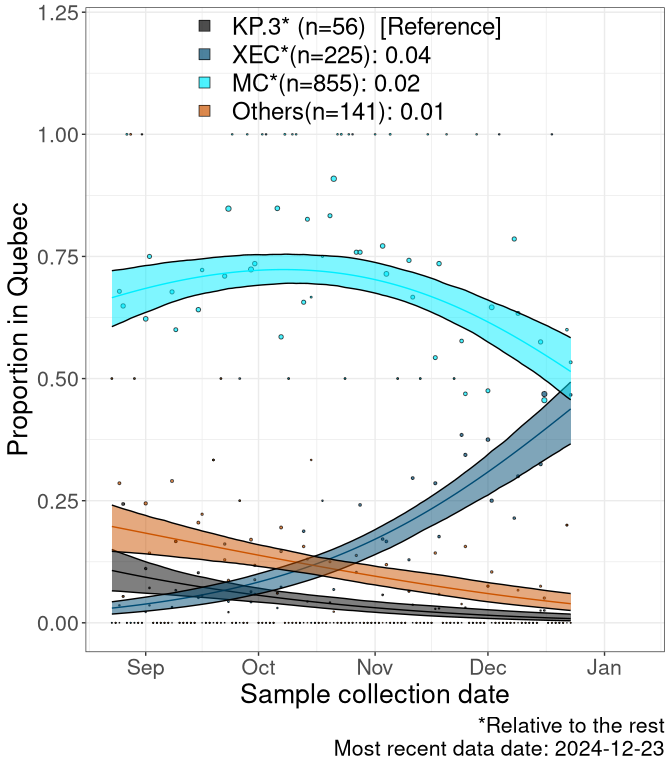 KP.3* (n=56)  [Reference]
XEC*(n=225): 0.04
MC*(n=855): 0.02
Others(n=141): 0.01
1.25
1.00
0.75
0.50
0.25
0.00
Proportion in Quebec
Sep Oct Nov Dec Jan
Sample collection date
*Relative to the rest
Most recent data date: 2024-12-23